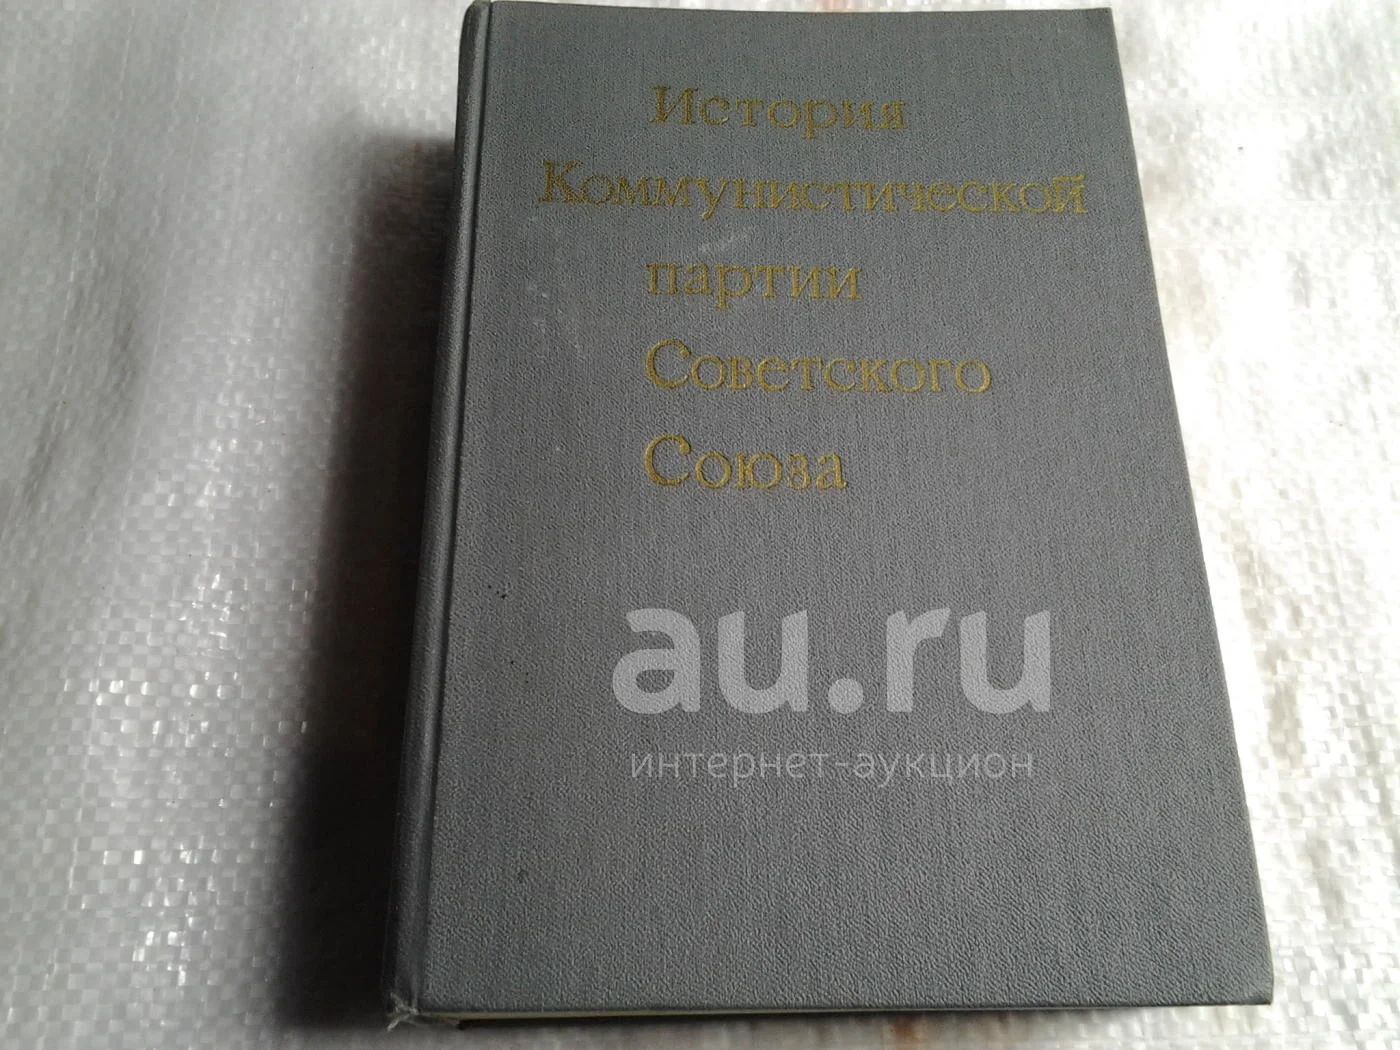 История
Коммунистической
партии
Советского
Союза
au.ru
интернет-аукцион